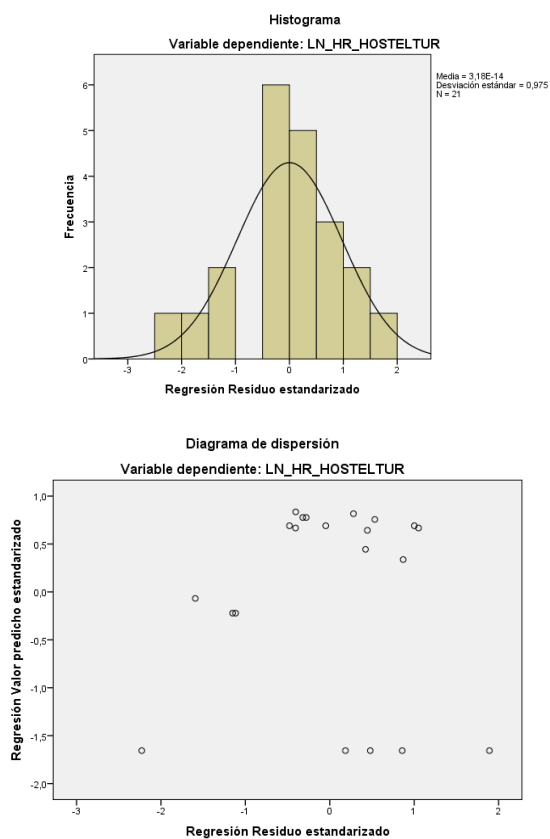 Histograma
Variable dependiente: LN_HR_HOSTELTUR
Media = 3,18E-14
Desviación estándar = 0,975
N = 21
Frecuencia
6
5
4
3
2
1
0
-3 -2 -1 0 1 2
Regresión Residuo estandarizado
Diagrama de dispersión
Variable dependiente: LN_HR_HOSTELTUR
Regresión Valor predicho estandarizado
1,0
0,5
0,0
-0,5
-1,0
-1,5
-2,0
-3 -2 -1 0 1 2
Regresión Residuo estandarizado